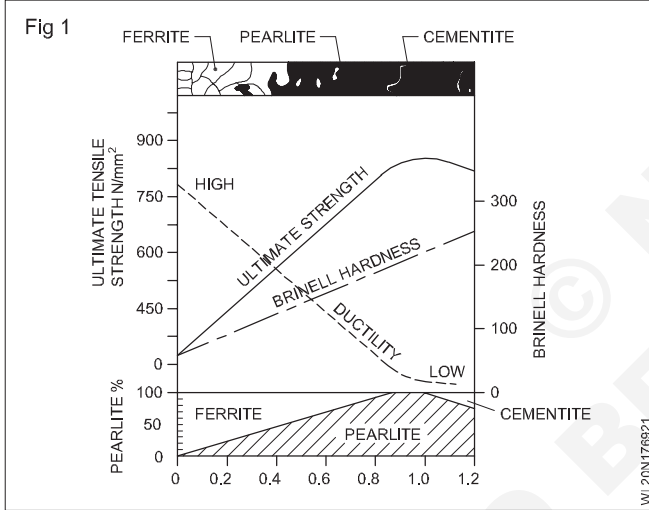 Fig 1
FERRITE
PEARLITE
CEMENTITE
ULTIMATE TENSILE
STRENGTH N/mm²
900
750
600
450
0
HIGH
ULTIMATE STRENGTH
BRINELL HARDNESS
DUCTILITY
LOW
300
200
100
0
BRINELL HARDNESS
PEARLITE %
100
50
0
FERRITE
PEARLITE
CEMENTITE
0 0.2 0.4 0.6 0.8 1.0 1.2
WL20N176921
©